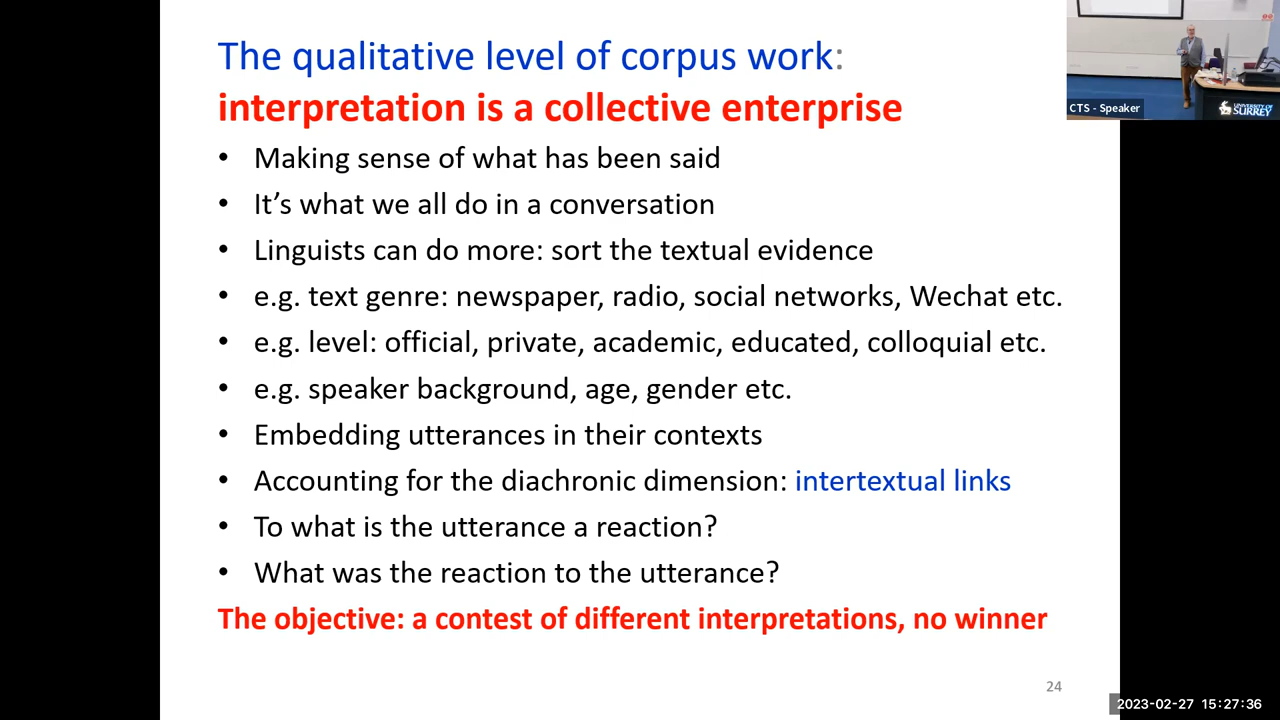 The qualitative level of corpus work:
interpretation is a collective enterprise
• Making sense of what has been said
• It’s what we all do in a conversation
• Linguists can do more: sort the textual evidence
• e.g. text genre: newspaper, radio, social networks, Wechat etc.
• e.g. level: official, private, academic, educated, colloquial etc.
• e.g. speaker background, age, gender etc.
• Embedding utterances in their contexts
• Accounting for the diachronic dimension: intertextual links
• To what is the utterance a reaction?
• What was the reaction to the utterance?
The objective: a contest of different interpretations, no winner
24
CTS - Speaker
UNIVERSITY OF
SURREY
2023-02-27 15:27:36